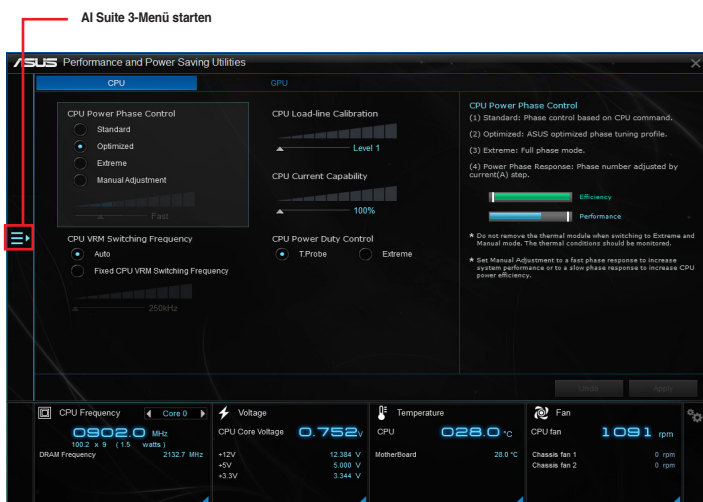 AI Suite 3-Menü starten
ASUS Performance and Power Saving Utilities
CPU
GPU
CPU Power Phase Control
Standard
Optimized
Extreme
Manual Adjustment
Fast
CPU VRM Switching Frequency
Auto
Fixed CPU VRM Switching Frequency
250kHz
CPU Load-line Calibration
Level 1
CPU Current Capability
100%
CPU Power Duty Control
T.Probe
Extreme
CPU Power Phase Control
(1) Standard: Phase control based on CPU command.
(2) Optimized: ASUS optimized phase tuning profile.
(3) Extreme: Full phase mode.
(4) Power Phase Response: Phase number adjusted by
current(A) step.
Efficiency
Performance
* Do not remove the thermal module when switching to Extreme and
Manual mode. The thermal conditions should be monitored.
* Set Manual Adjustment to a fast phase response to increase
system performance or to a slow phase response to increase CPU
power efficiency.
Undo
Apply
CPU Frequency
Core 0
0902.0 MHz
100.2 x 9 (1.5 watts)
DRAM Frequency 2132.7 MHz
Voltage
CPU Core Voltage 0.752v
+12V 12.384 V
+5V 5.000 V
+3.3V 3.344 V
Temperature
CPU 028.0 °C
MotherBoard 28.0 °C
Fan
CPU fan 1091 rpm
Chassis fan 1 0 rpm
Chassis fan 2 0 rpm